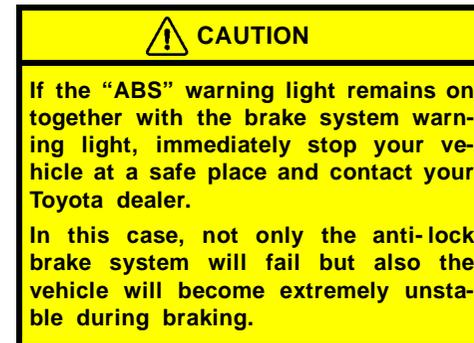 CAUTION
If the “ABS” warning light remains on
together with the brake system warn-
ing light, immediately stop your ve-
hicle at a safe place and contact your
Toyota dealer.
In this case, not only the anti-lock
brake system will fail but also the
vehicle will become extremely unsta-
ble during braking.